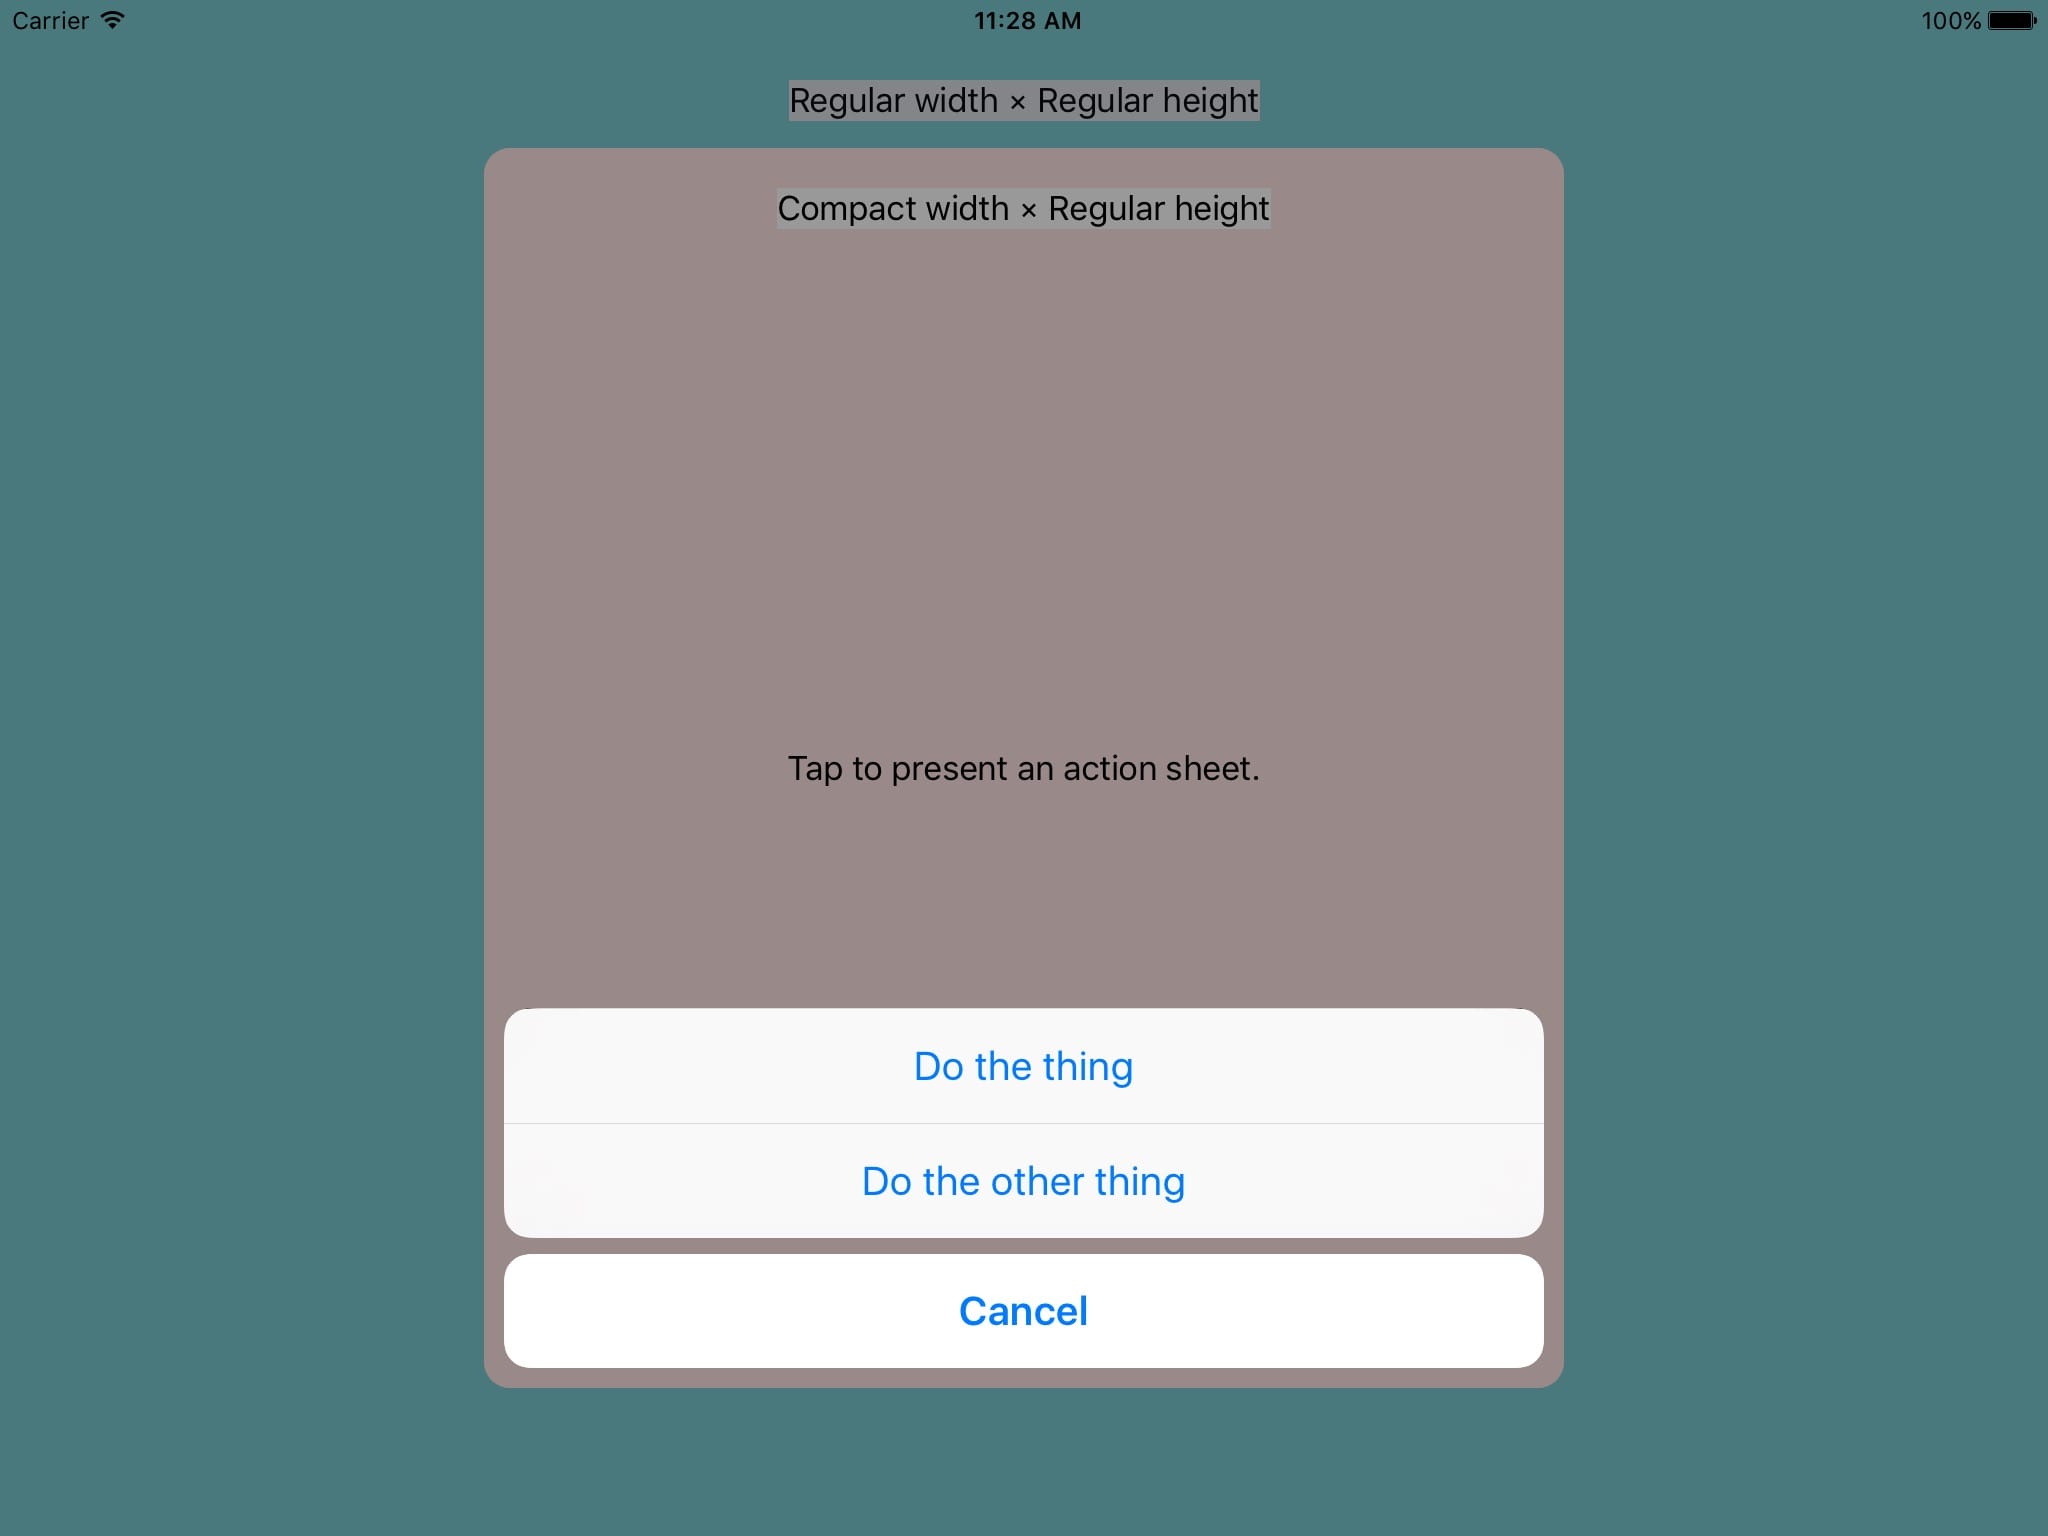 Carrier 11:28 AM 100%
Regular width × Regular height
Compact width × Regular height
Tap to present an action sheet.
Do the thing
Do the other thing
Cancel